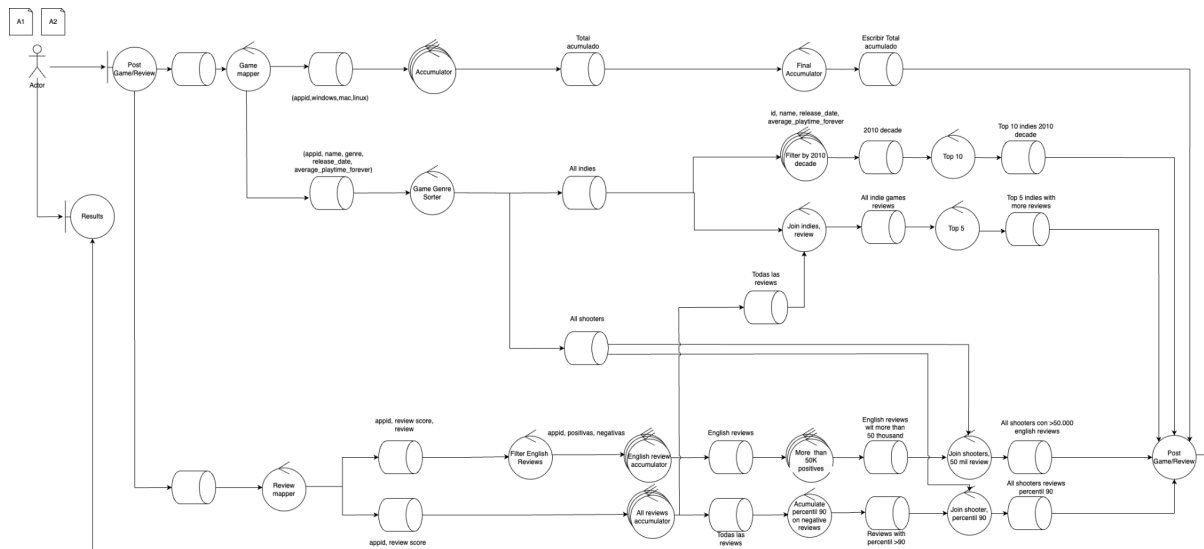 A1
A2
Actor
Post
Game/Review
Game
mapper
(appid,windows,mac,linux)
Accumulator
Total
acumulado
Final
Accumulator
Escribir Total
acumulado
(appid, name, genre,
release_date,
average_playtime_forever)
Game Genre
Sorter
All indies
id, name, release_date,
average_playtime_forever
Filter by 2010
decade
2010 decade
Top 10
Top 10 indies 2010
decade
Results
Join indies,
review
All indie games
reviews
Top 5
Top 5 indies with
more reviews
Todas las
reviews
All shooters
appid, review score,
review
Filter English
Reviews
appid, positivas, negativas
English review
accumulator
English reviews
More than
50K
positives
English reviews
wit more than
50 thousand
Join shooters,
50 mil review
All shooters con >50.000
english reviews
Post
Game/Review
Review
mapper
appid, review score
All reviews
accumulator
Todas las
reviews
Acumulate
percentil 90
on negative
reviews
Reviews with
percentil >90
Join shooter,
percentil 90
All shooters reviews
percentil 90